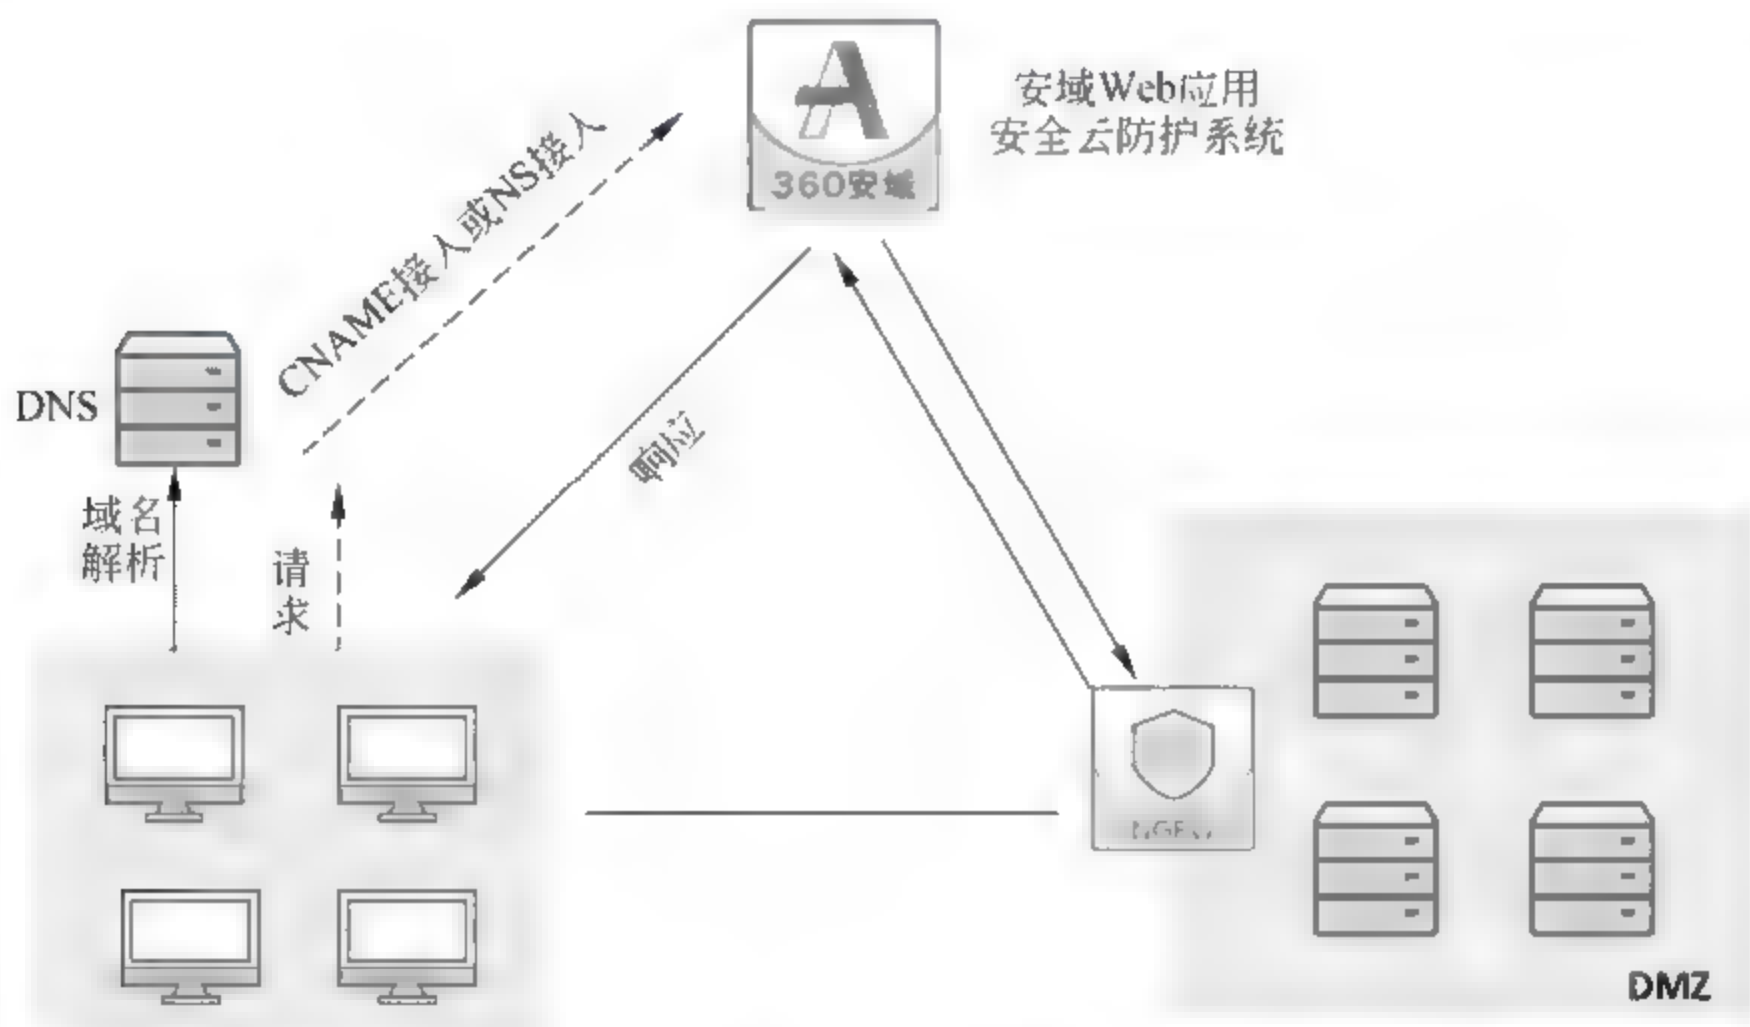 安域Web应用
安全云防护系统
360安域
CNAME接人或NS接人
DNS
响应
域名
解析
请
求
DMZ